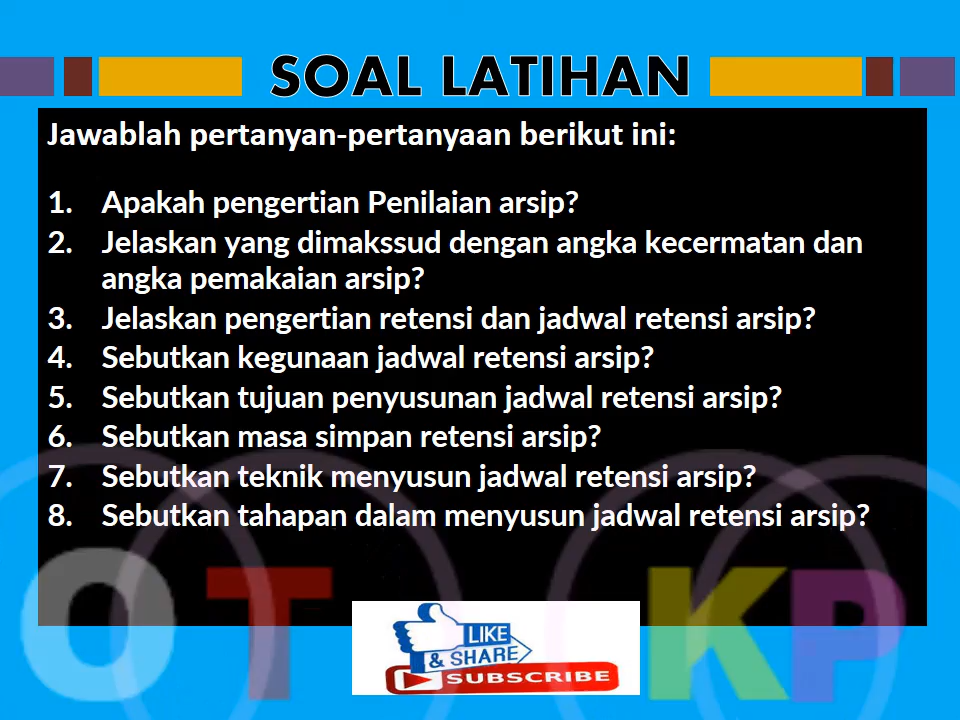 SOAL LATIHAN
Jawablah pertanyan-pertanyaan berikut ini:
1. Apakah pengertian Penilaian arsip?
2. Jelaskan yang dimakssud dengan angka kecermatan dan
angka pemakaian arsip?
3. Jelaskan pengertian retensi dan jadwal retensi arsip?
4. Sebutkan kegunaan jadwal retensi arsip?
5. Sebutkan tujuan penyusunan jadwal retensi arsip?
6. Sebutkan masa simpan retensi arsip?
7. Sebutkan teknik menyusun jadwal retensi arsip?
8. Sebutkan tahapan dalam menyusun jadwal retensi arsip?
OTKP
LIKE
& SHARE
SUBSCRIBE